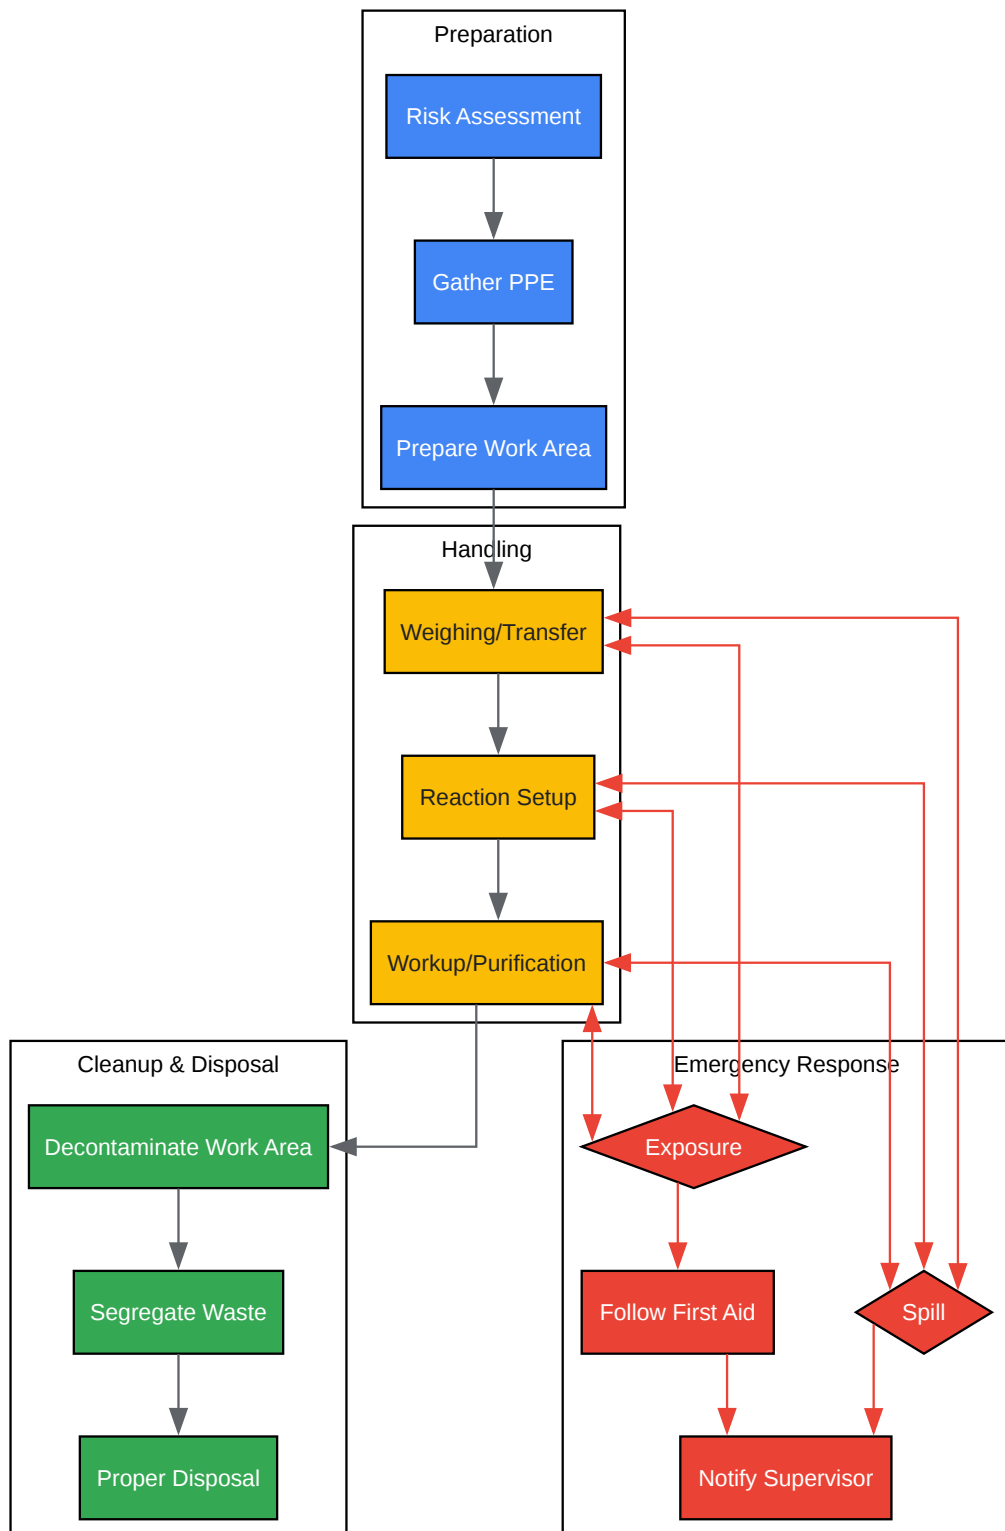 Preparation
Risk Assessment
Gather PPE
Prepare Work Area
Handling
Weighing/Transfer
Reaction Setup
Workup/Purification
Cleanup & Disposal
Decontaminate Work Area
Segregate Waste
Proper Disposal
Emergency Response
Exposure
Follow First Aid
Spill
Notify Supervisor